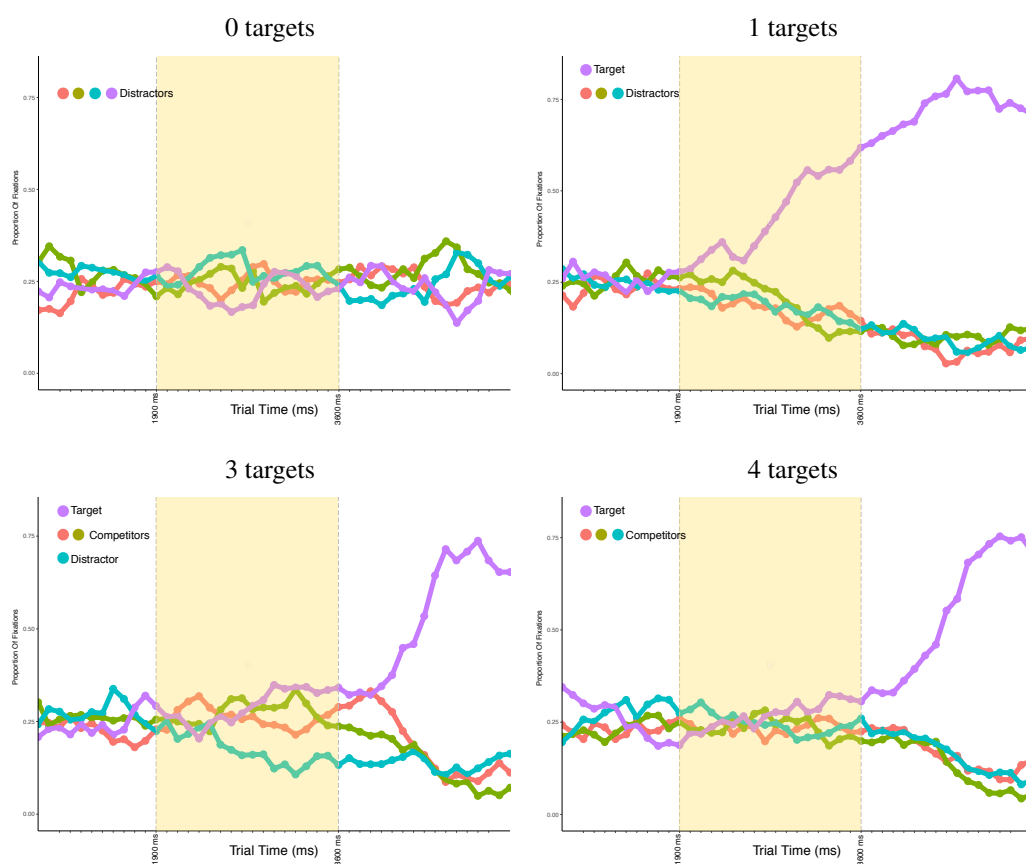 0 targets
Distractors
0.75
0.50
0.25
0.00
Proportion Of Fixations
1900 ms
3600 ms
Trial Time (ms)
1 targets
Target
Distractors
0.75
0.50
0.25
0.00
Proportion Of Fixations
1900 ms
3600 ms
Trial Time (ms)
3 targets
Target
Competitors
Distractor
0.75
0.50
0.25
0.00
Proportion Of Fixations
1900 ms
3600 ms
Trial Time (ms)
4 targets
Target
Competitors
0.75
0.50
0.25
0.00
Proportion Of Fixations
1900 ms
3600 ms
Trial Time (ms)